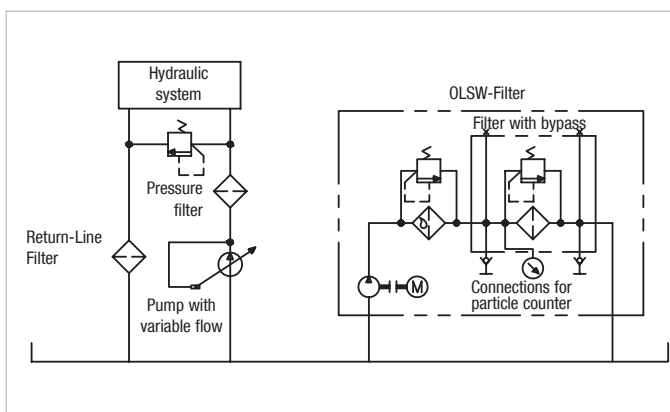 Hydraulic
system
OLSW-Filter
Filter with bypass
Pressure
filter
Return-Line
Filter
Pump with
variable flow
M
Connections for
particle counter